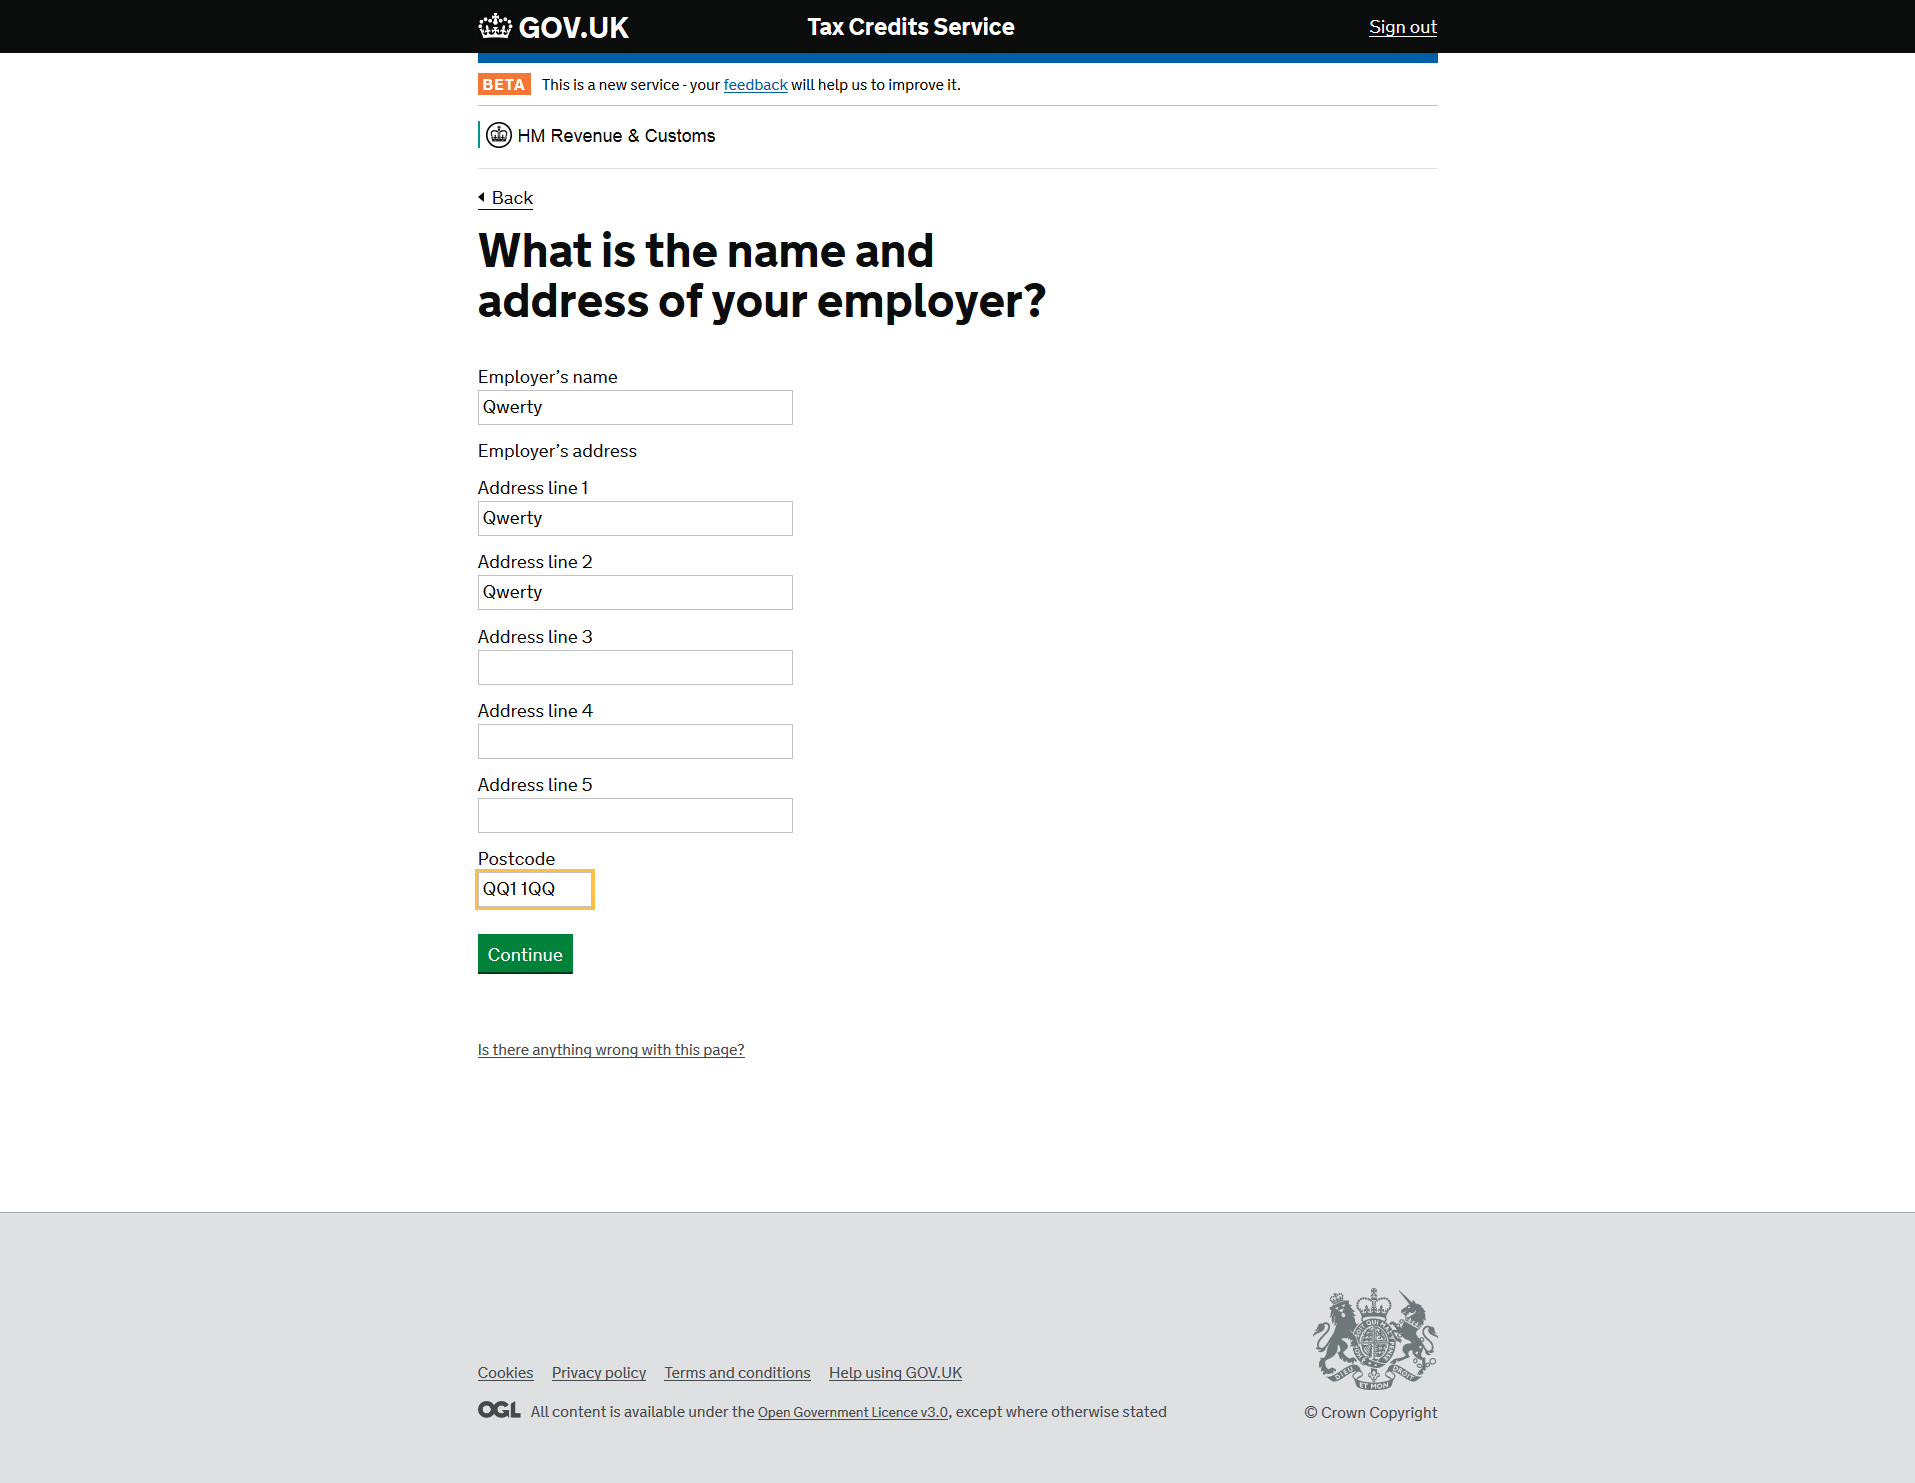 GOV.UK
Tax Credits Service
Sign out
BETA This is a new service - your feedback will help us to improve it.
HM Revenue & Customs
Back
What is the name and
address of your employer?
Employer’s name
Qwerty
Employer’s address
Address line 1
Qwerty
Address line 2
Qwerty
Address line 3
Address line 4
Address line 5
Postcode
QQ1 1QQ
Continue
Is there anything wrong with this page?
Cookies Privacy policy Terms and conditions Help using GOV.UK
OGL All content is available under the Open Government Licence v3.0, except where otherwise stated
© Crown Copyright